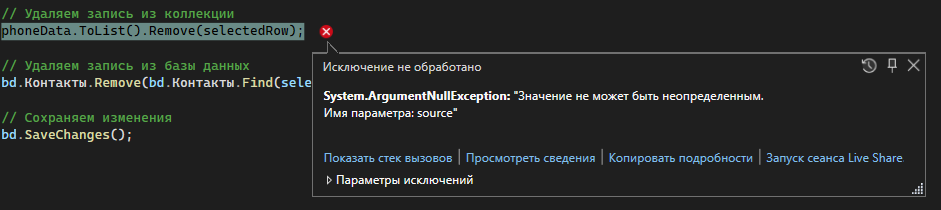 // Удаляем запись из коллекции
phoneData.ToList().Remove(selectedRow);
// Удаляем запись из базы данных
bd.Контакты.Remove(bd.Контакты.Find(sele
// Сохраняем изменения
bd.SaveChanges();
Исключение не обработано
System.ArgumentNullException: "Значение не может быть неопределенным.
Имя параметра: source"
Показать стек вызовов | Просмотреть сведения | Копировать подробности | Запуск сеанса Live Share
Параметры исключений